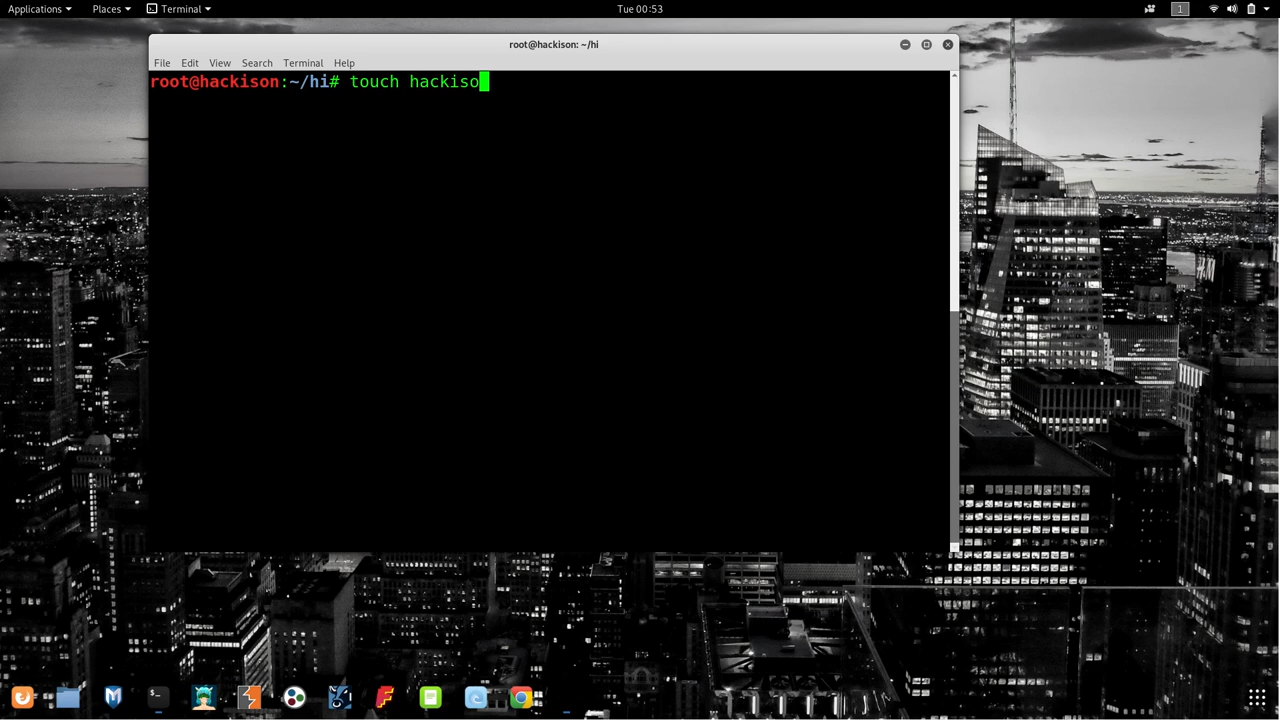 Applications Places Terminal Tue 00:53 1
root@hackison: ~/hi
File Edit View Search Terminal Help
root@hackison:~/hi# touch hackiso